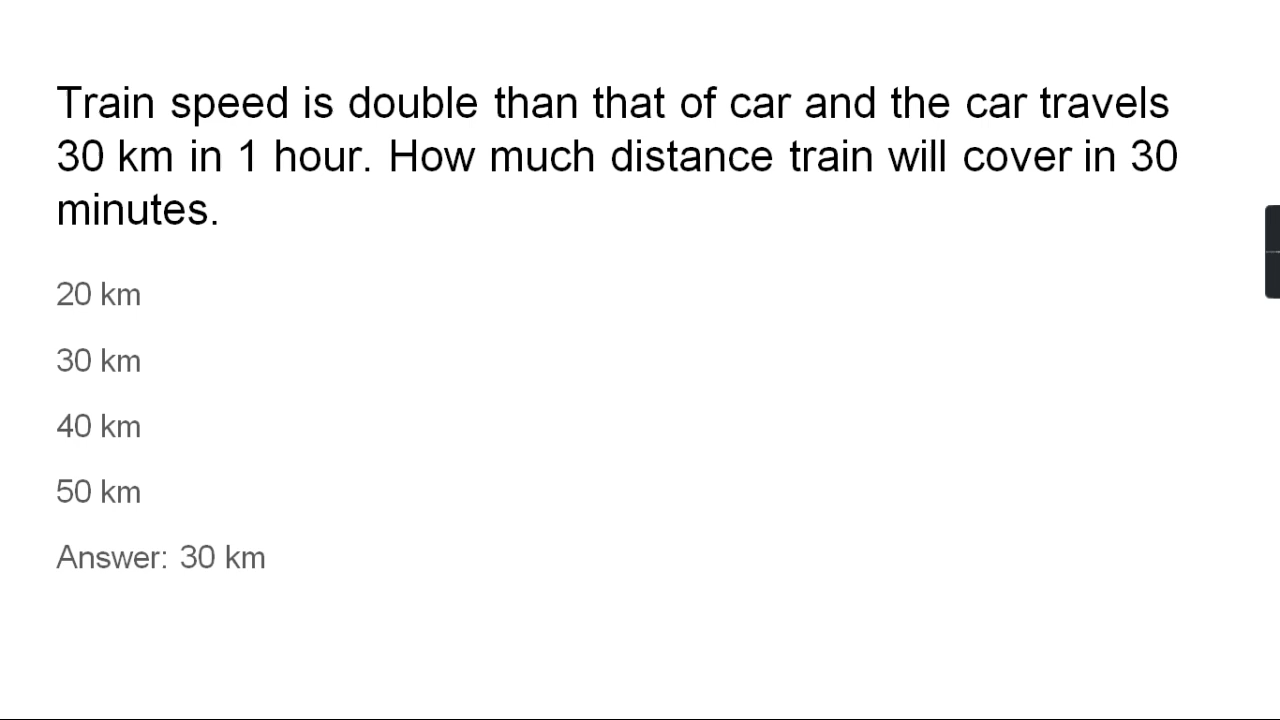 Train speed is double than that of car and the car travels
30 km in 1 hour. How much distance train will cover in 30
minutes.
20 km
30 km
40 km
50 km
Answer: 30 km